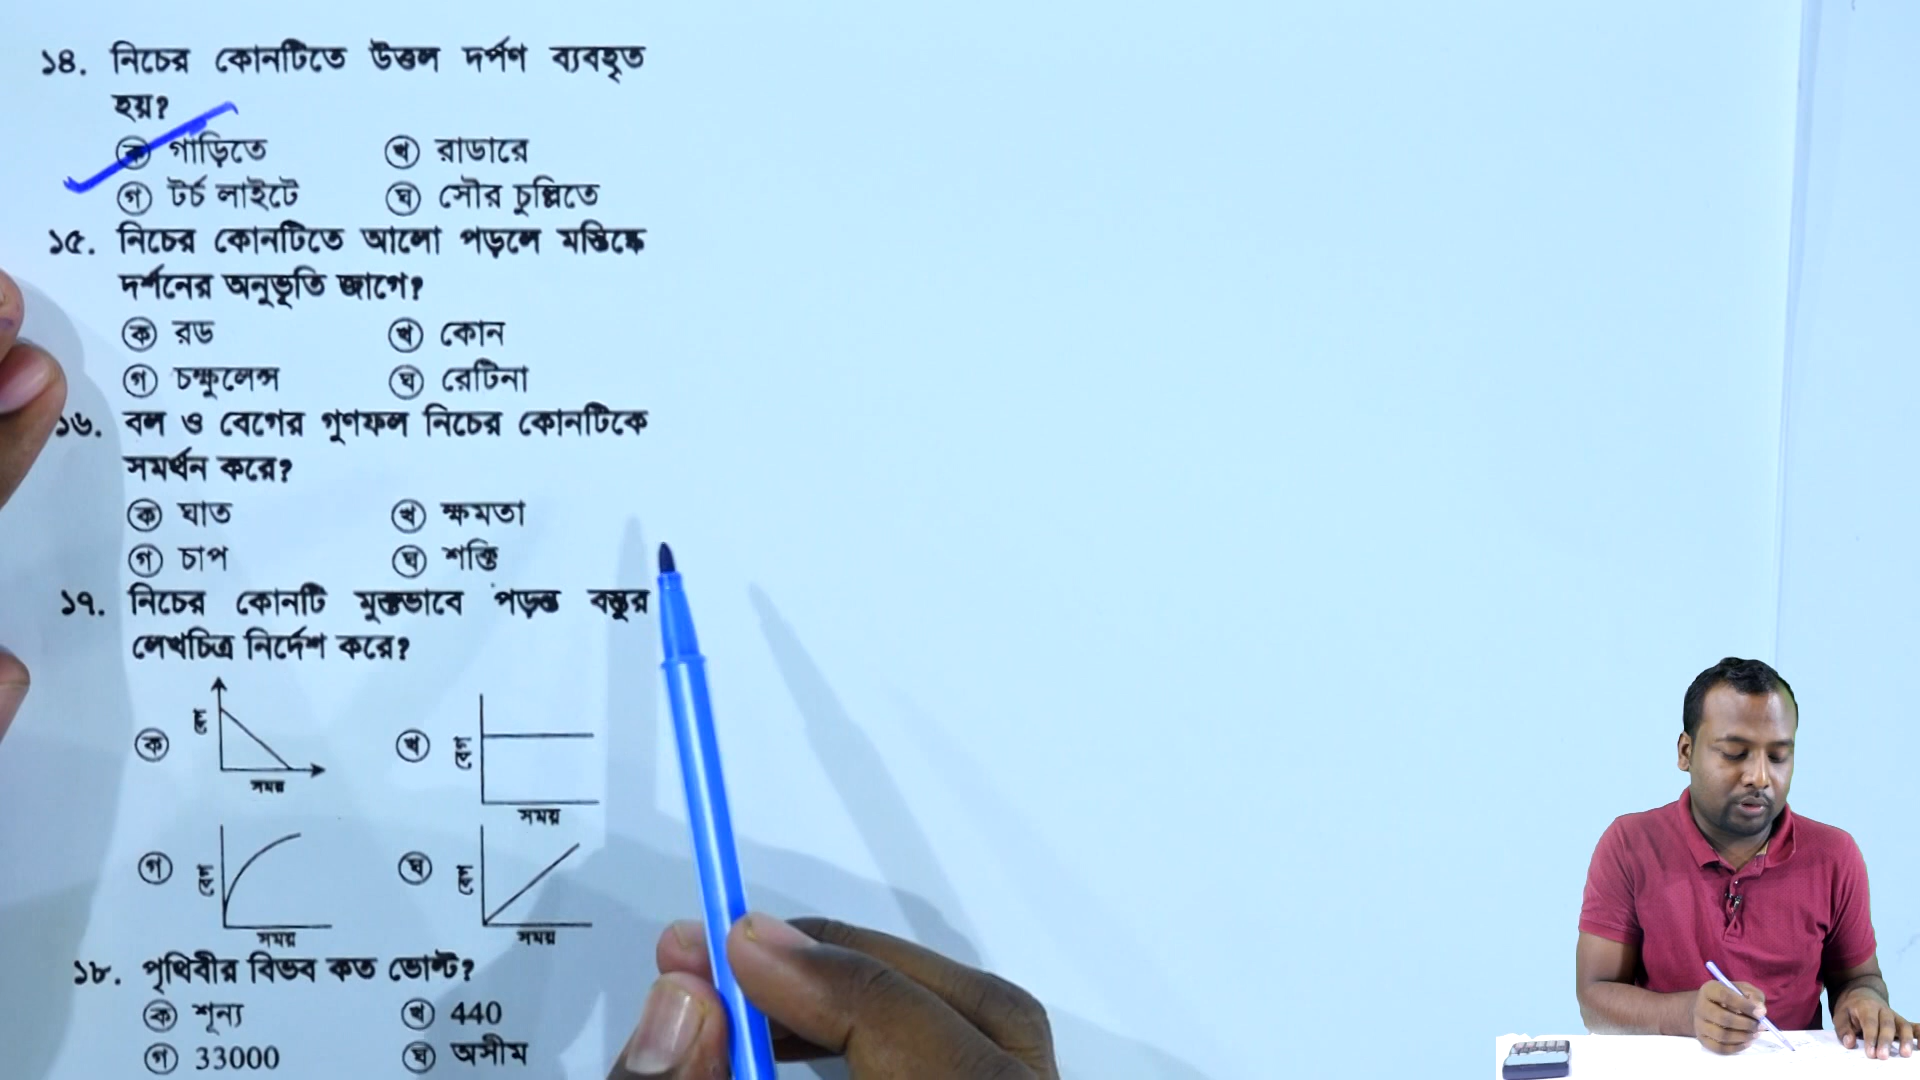 ১৪. নিচের কোনটিতে উত্তল দর্পণ ব্যবহৃত
হয়?
ক গাড়িতে খ রাডারে
গ টর্চ লাইটে ঘ সৌর চুল্লিতে
১৫. নিচের কোনটিতে আলো পড়লে মস্তিষ্কে
দর্শনের অনুভূতি জাগে?
ক রড খ কোন
গ চক্ষুলেন্স ঘ রেটিনা
১৬. বল ও বেগের গুণফল নিচের কোনটিকে
সমর্থন করে?
ক ঘাত খ ক্ষমতা
গ চাপ ঘ শক্তি
১৭. নিচের কোনটি মুক্তভাবে পড়ন্ত বস্তুর
লেখচিত্র নির্দেশ করে?
ক বেগ সময় খ বেগ সময়
গ বেগ সময় ঘ বেগ সময়
১৮. পৃথিবীর বিভব কত ভোল্ট?
ক শূন্য খ 440
গ 33000 ঘ অসীম